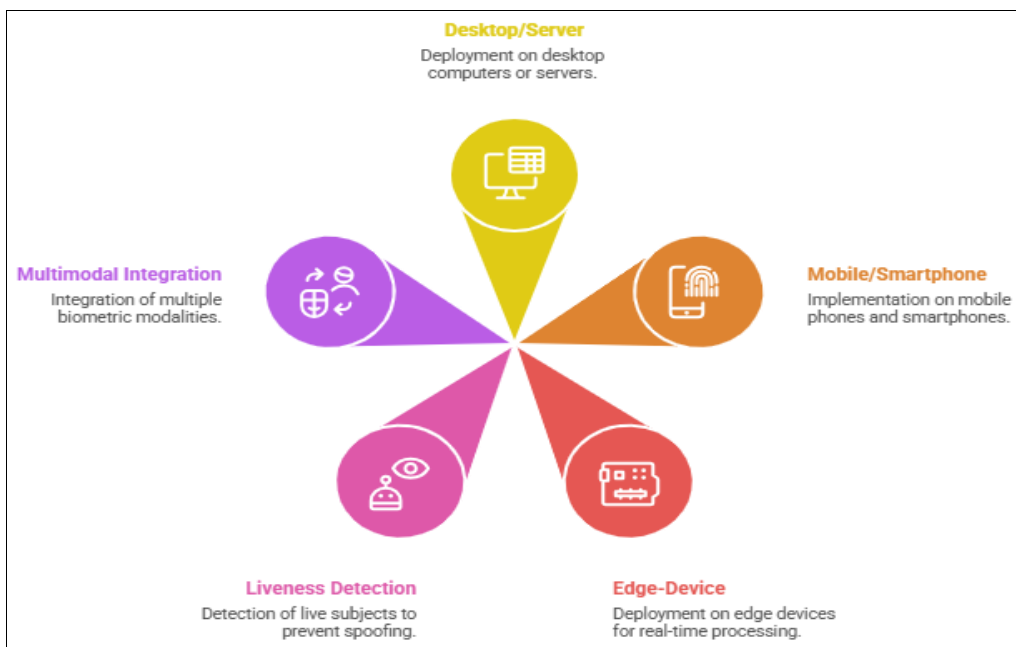 Desktop/Server
Deployment on desktop
computers or servers.
Multimodal Integration
Integration of multiple
biometric modalities.
Mobile/Smartphone
Implementation on mobile
phones and smartphones.
Liveness Detection
Detection of live subjects to
prevent spoofing.
Edge-Device
Deployment on edge devices
for real-time processing.